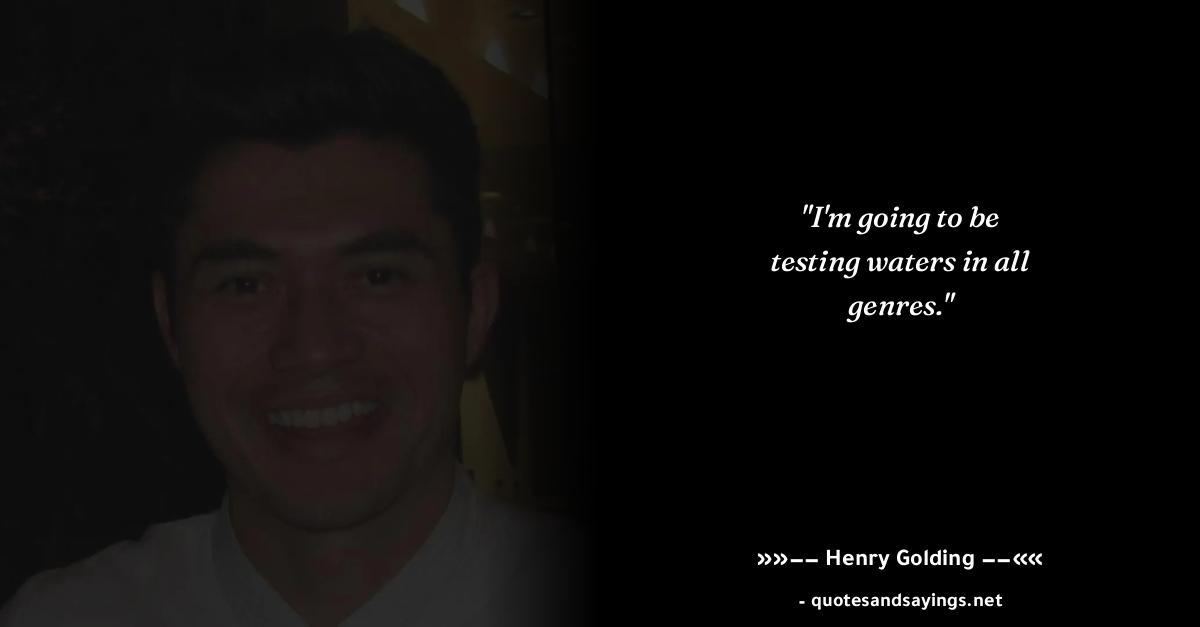 "I'm going to be
testing waters in all
genres."
»»−− Henry Golding −−««
- quotesandsayings.net